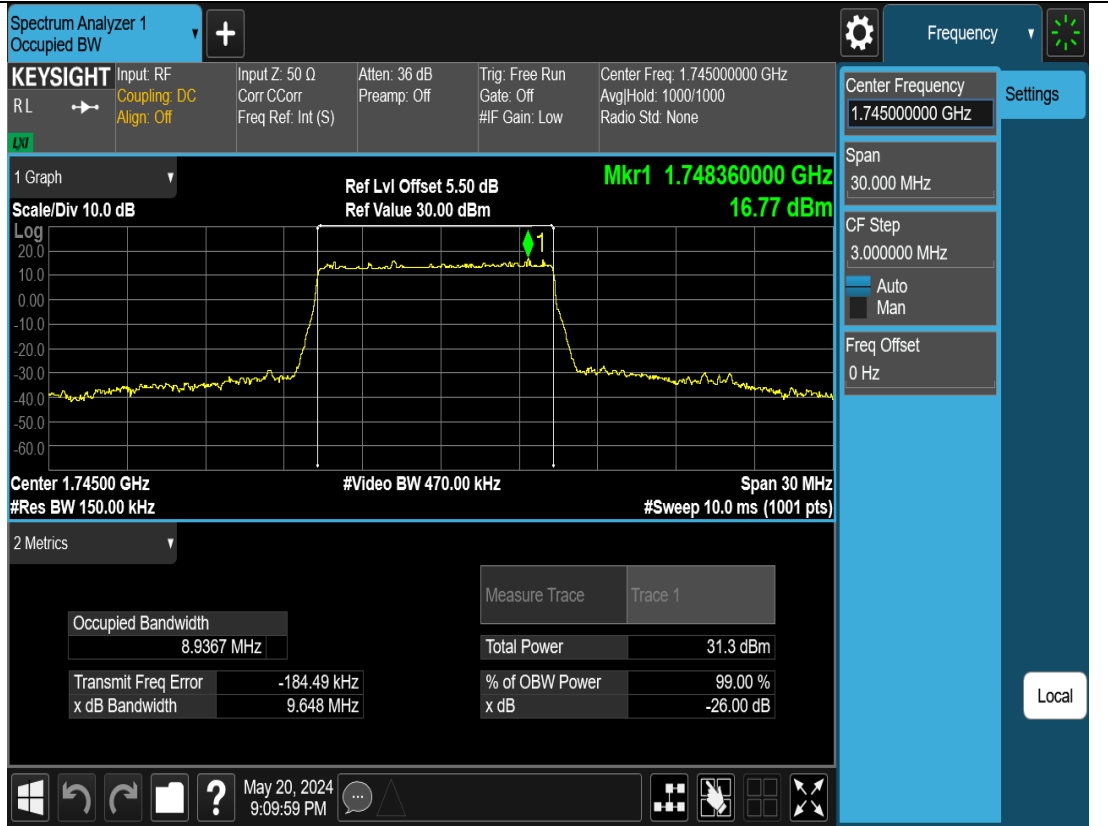 Spectrum Analyzer 1
Occupied BW
Frequency
KEYSIGHT
R L
LXI
Input: RF
Coupling: DC
Align: Off
Input Z: 50 Ω
Corr CCorr
Freq Ref: Int (S)
Atten: 36 dB
Preamp: Off
Trig: Free Run
Gate: Off
#IF Gain: Low
Center Freq: 1.745000000 GHz
Avg|Hold: 1000/1000
Radio Std: None
Center Frequency
1.745000000 GHz
Settings
Span
30.000 MHz
CF Step
3.000000 MHz
Auto
Man
Freq Offset
0 Hz
Local
1 Graph
Ref Lvl Offset 5.50 dB
Mkr1 1.748360000 GHz
Scale/Div 10.0 dB
Ref Value 30.00 dBm
16.77 dBm
Log
1
20.0
10.0
0.00
-10.0
-20.0
-30.0
-40.0
-50.0
-60.0
Center 1.74500 GHz
#Video BW 470.00 kHz
Span 30 MHz
#Res BW 150.00 kHz
#Sweep 10.0 ms (1001 pts)
2 Metrics
Measure Trace Trace 1
Occupied Bandwidth
8.9367 MHz
Total Power 31.3 dBm
Transmit Freq Error -184.49 kHz
% of OBW Power 99.00 %
x dB Bandwidth 9.648 MHz
x dB -26.00 dB
?
May 20, 2024
9:09:59 PM